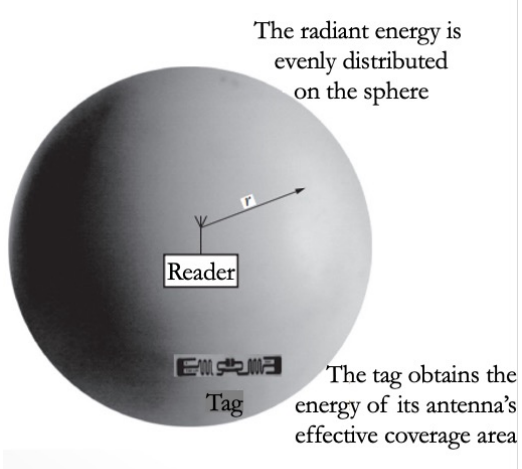 The radiant energy is
evenly distributed
on the sphere
r
Reader
Tag
The tag obtains the
energy of its antenna's
effective coverage area